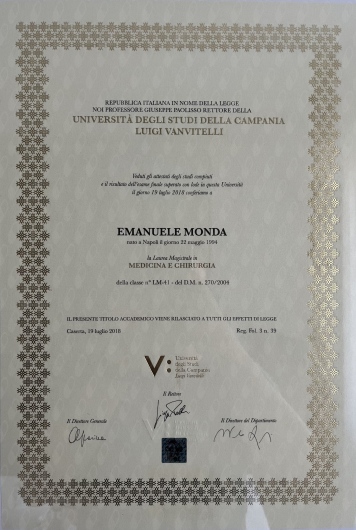 REPUBBLICA ITALIANA IN NOME DELLA LEGGE
NOI PROFESSORE GIUSEPPE PAOLISSO RETTORE DELLA
UNIVERSITÀ DEGLI STUDI DELLA CAMPANIA
LUIGI VANVITELLI
Veduti gli attestati degli studi compiuti
e il risultato dell'esame finale superato con lode in questa Università
il giorno 19 luglio 2018 conferiamo a
EMANUELE MONDA
nato a Napoli il giorno 22 maggio 1994
la Laurea Magistrale in
MEDICINA E CHIRURGIA
della classe n° LM/41 - del D.M. n. 270/2004
IL PRESENTE TITOLO ACCADEMICO VIENE RILASCIATO A TUTTI GLI EFFETTI DI LEGGE
Caserta, 19 luglio 2018 Reg. Fol. 3 n. 39
V:
Università
degli Studi
della Campania
Luigi Vanvitelli
Il Rettore
Il Direttore Generale Il Direttore del Dipartimento